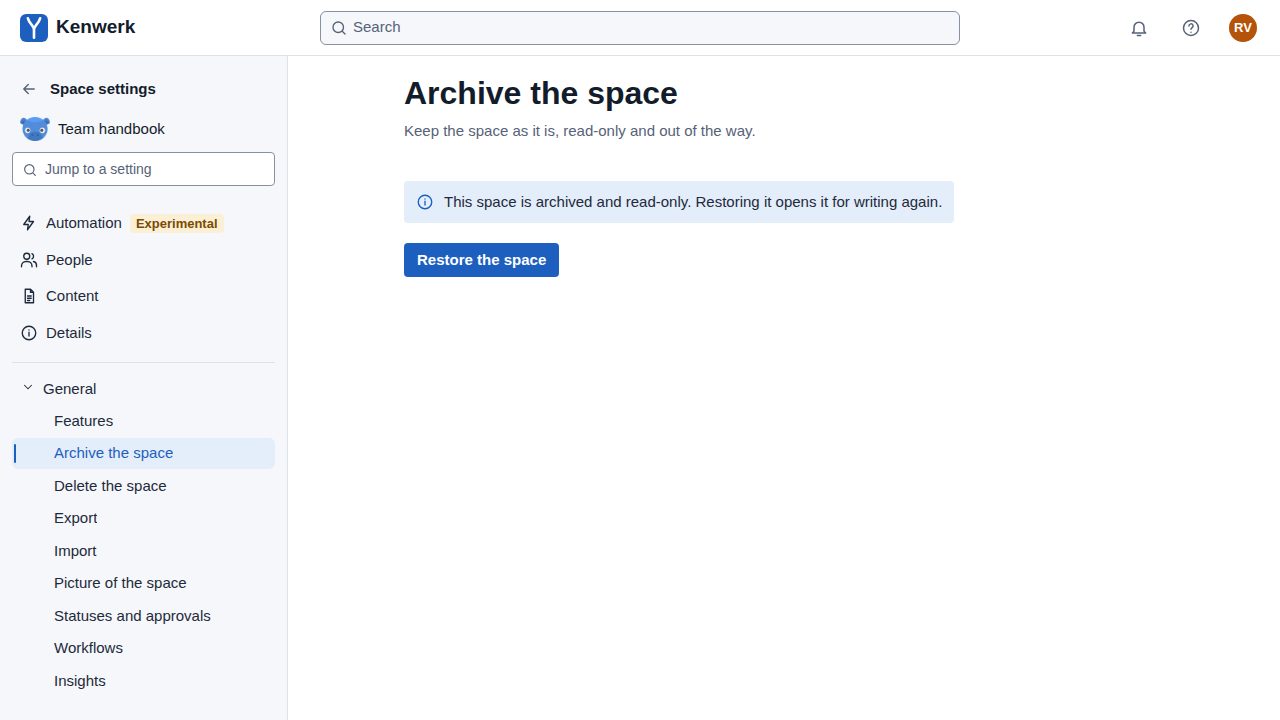 Kenwerk
Search
RV
Space settings
Team handbook
Jump to a setting
Automation Experimental
People
Content
Details
General
Features
Archive the space
Delete the space
Export
Import
Picture of the space
Statuses and approvals
Workflows
Insights
Archive the space
Keep the space as it is, read-only and out of the way.
This space is archived and read-only. Restoring it opens it for writing again.
Restore the space